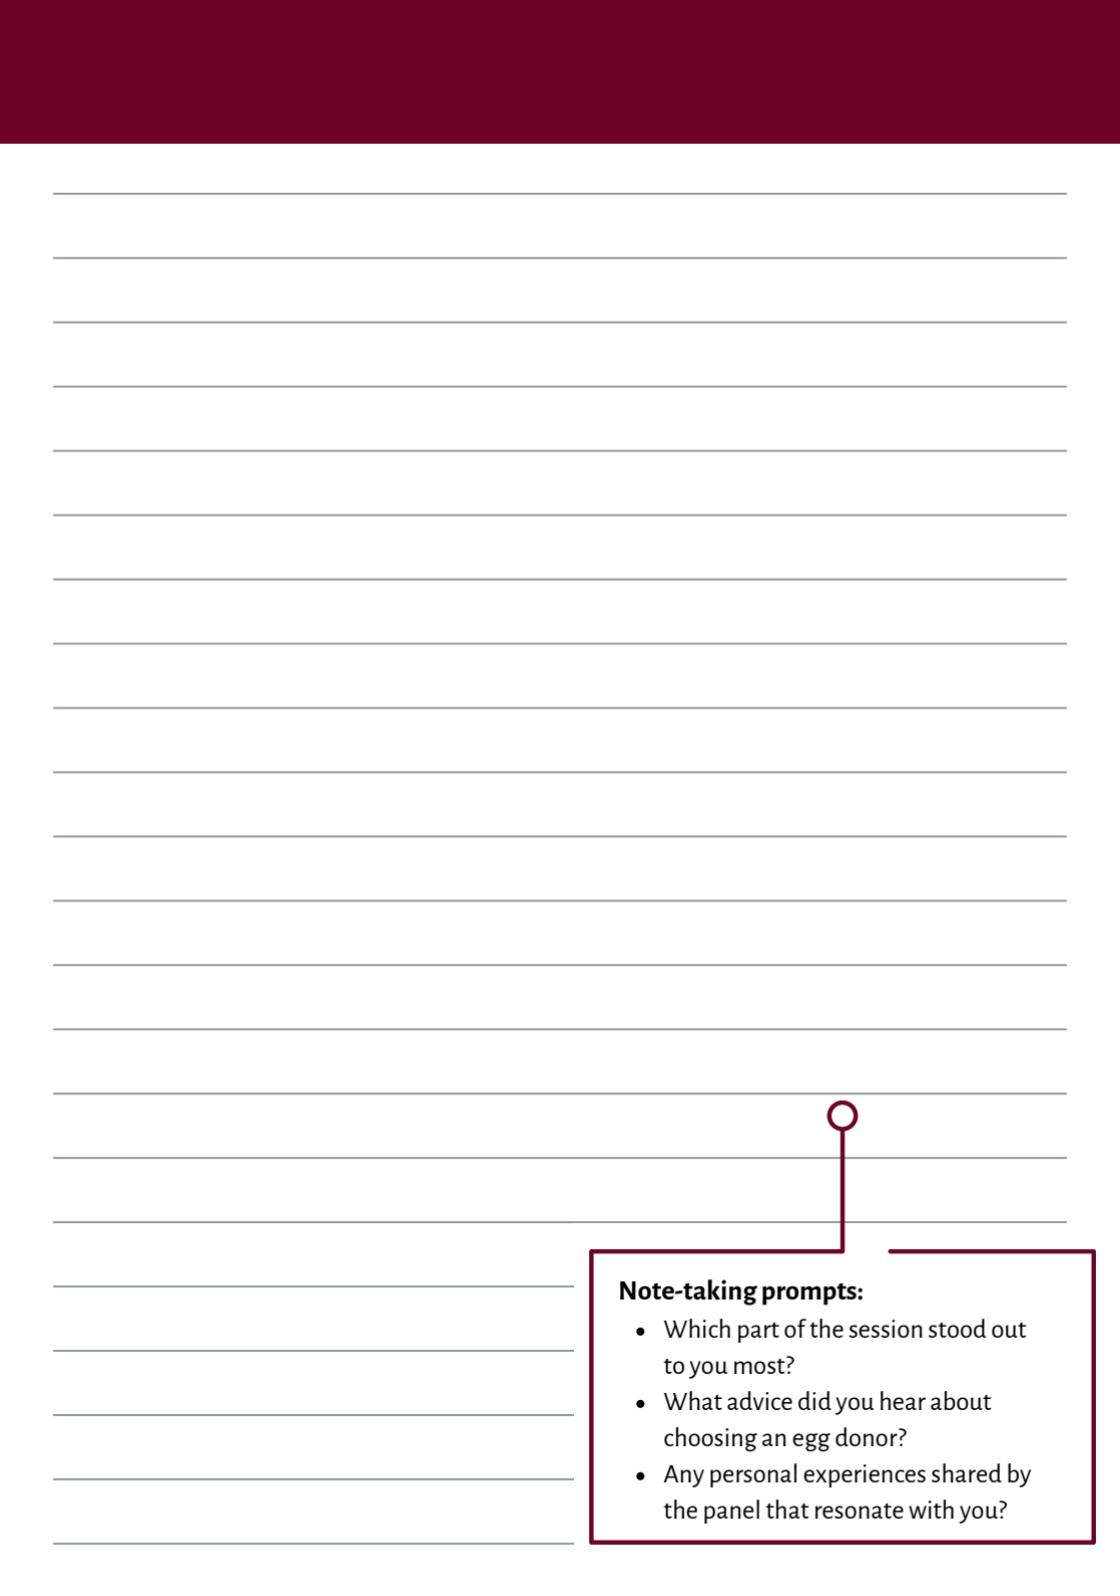 Note-taking prompts:
• Which part of the session stood out
to you most?
• What advice did you hear about
choosing an egg donor?
• Any personal experiences shared by
the panel that resonate with you?